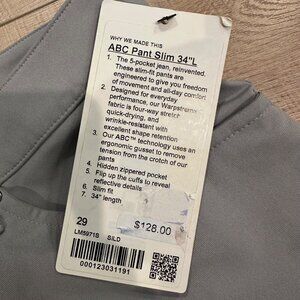 WHY WE MADE THIS
ABC Pant Slim 34"L
1. The 5-pocket jean, reinvented.
These slim-fit pants are
engineered to give you freedom
of movement and all-day comfort
2. Designed for everyday
performance, our Warpstreme
fabric is four-way stretch,
quick-drying, and
wrinkle-resistant with
excellent shape retention
3. Our ABC™ technology uses an
ergonomic gusset to remove
tension from the crotch of our
pants
4. Hidden zippered pocket
5. Flip up the cuffs to reveal
reflective details
6. Slim fit
7. 34" length
29
$128.00
LM5971S SILD
000123031191